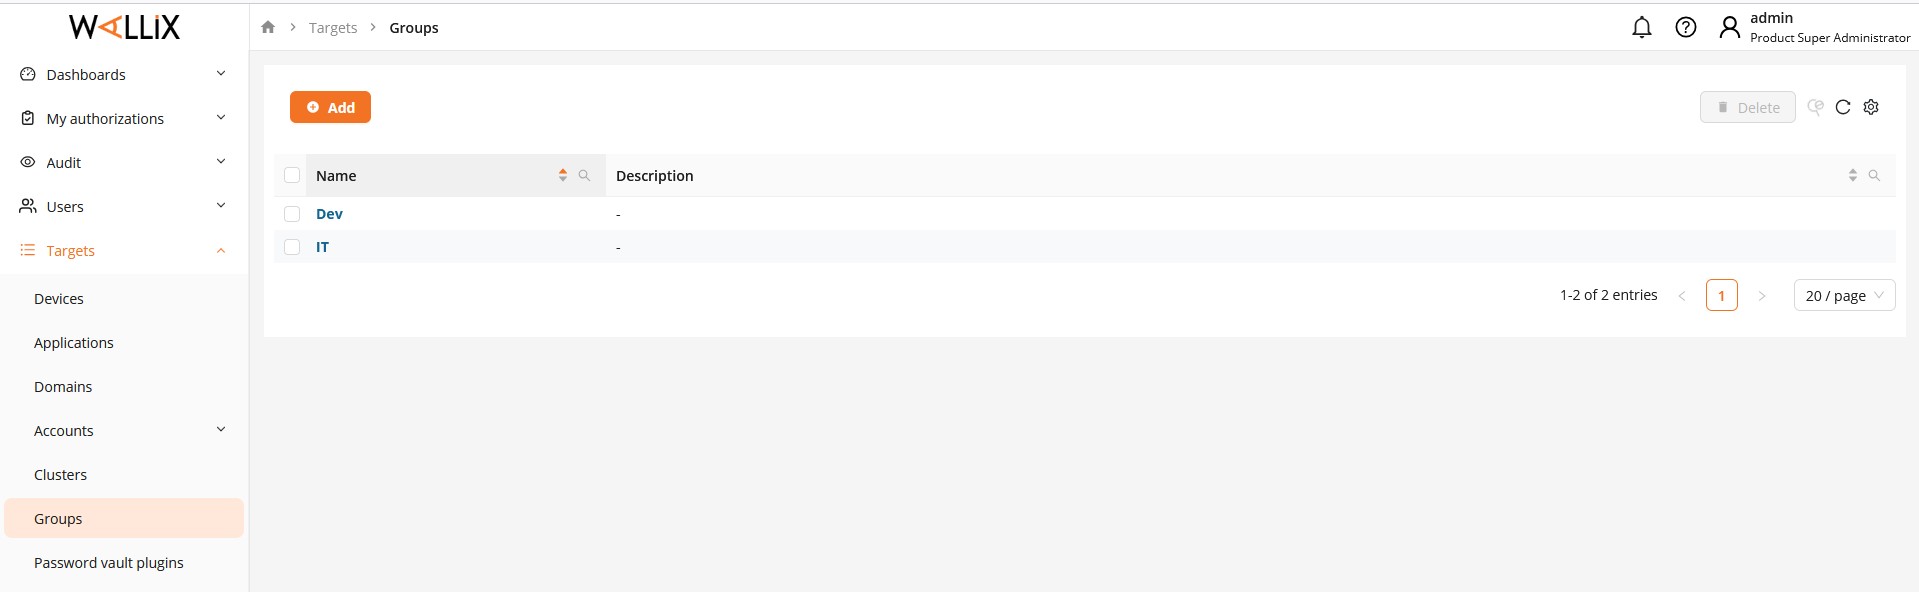 WALLIX
Targets
Groups
admin
Product Super Administrator
Dashboards
My authorizations
Audit
Users
Targets
Devices
Applications
Domains
Accounts
Clusters
Groups
Password vault plugins
Add
Delete
Name Description
Dev -
IT -
1-2 of 2 entries 1 20 / page